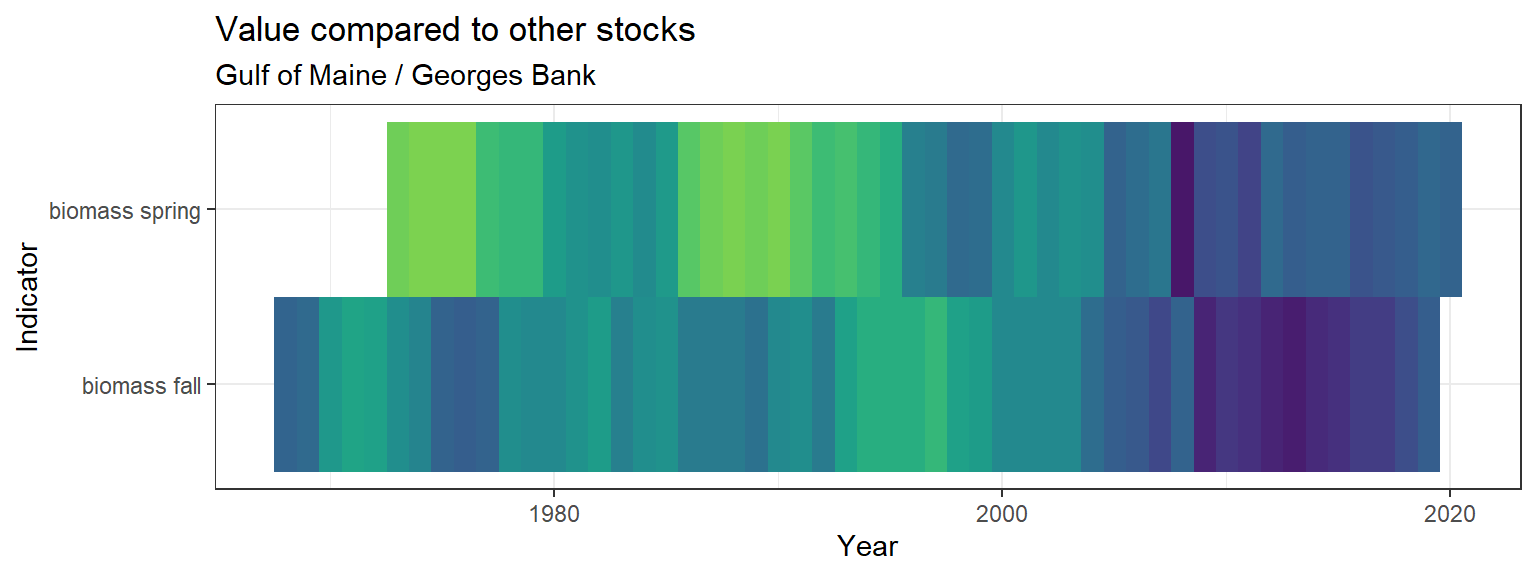 Value compared to other stocks
Gulf of Maine / Georges Bank
Indicator
biomass spring
biomass fall
1980
2000
2020
Year